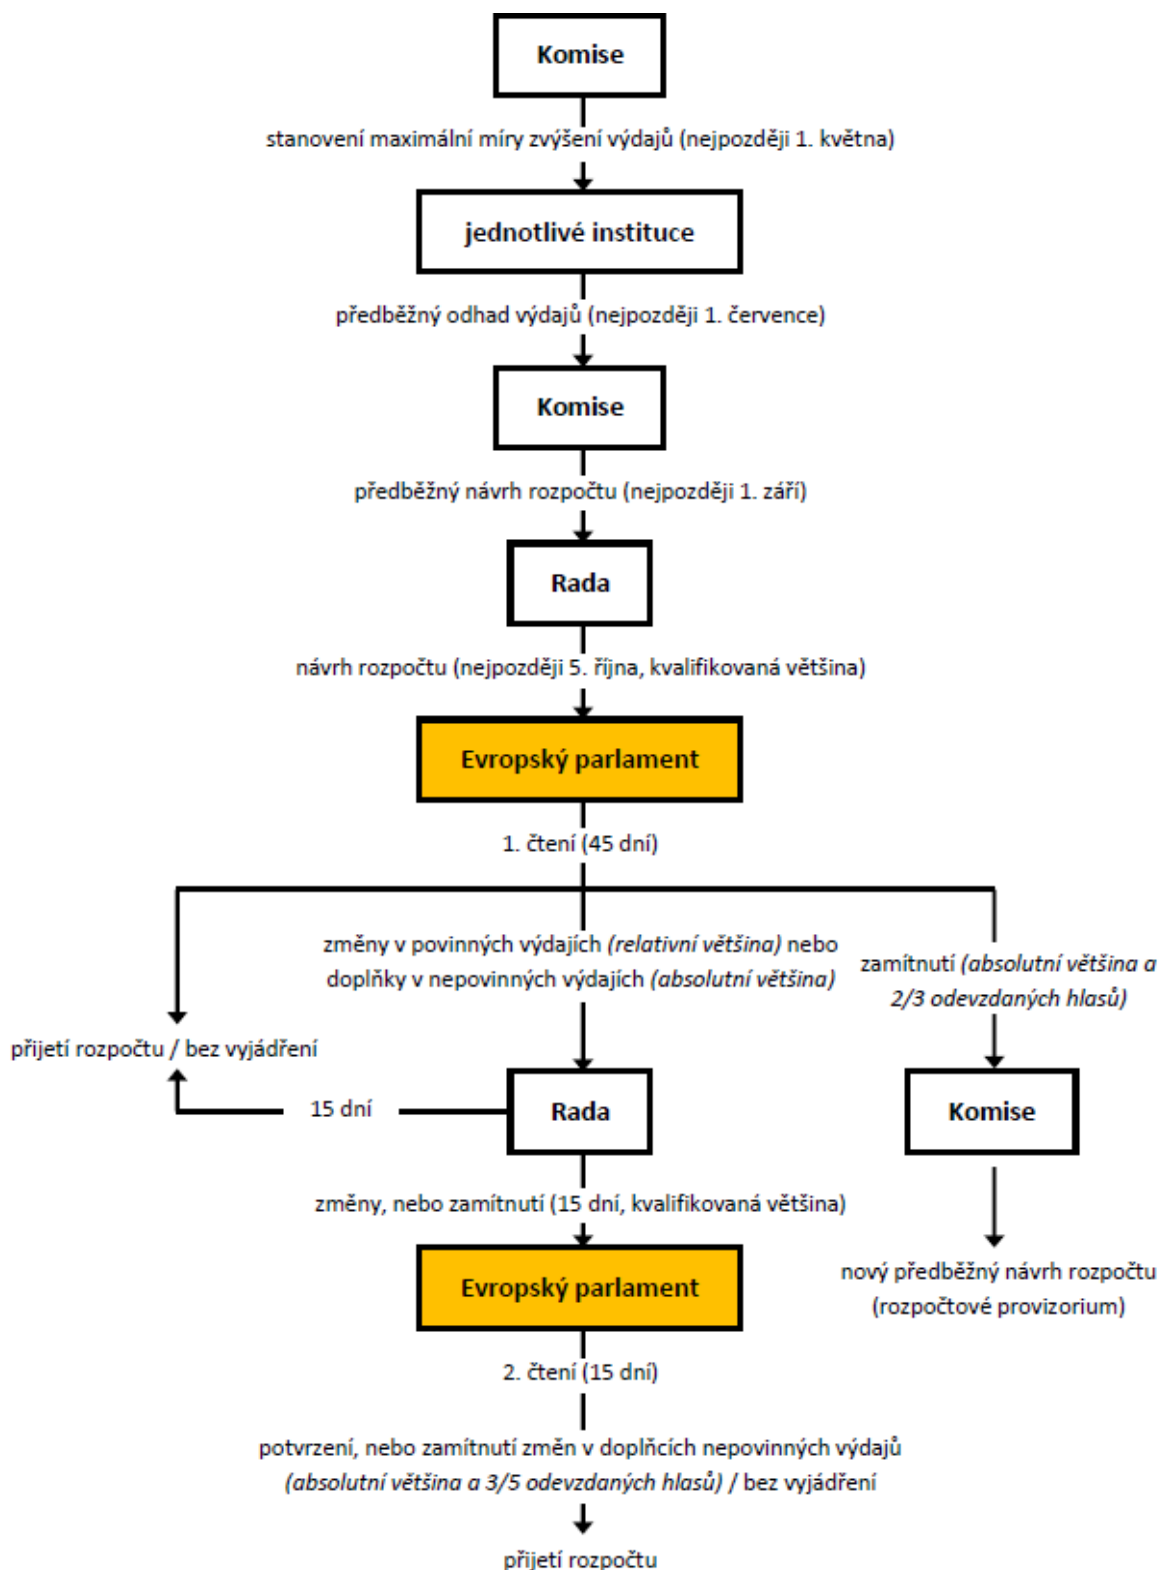 Komise
stanovení maximální míry zvýšení výdajů (nejpozději 1. května)
jednotlivé instituce
předběžný odhad výdajů (nejpozději 1. července)
Komise
předběžný návrh rozpočtu (nejpozději 1. září)
Rada
návrh rozpočtu (nejpozději 5. října, kvalifikovaná většina)
Evropský parlament
1. čtení (45 dní)
změny v povinných výdajích (relativní většina) nebo
doplňky v nepovinných výdajích (absolutní většina)
zamítnutí (absolutní většina a
2/3 odevzdaných hlasů)
přijetí rozpočtu / bez vyjádření
15 dní
Rada
Komise
změny, nebo zamítnutí (15 dní, kvalifikovaná většina)
Evropský parlament
nový předběžný návrh rozpočtu
(rozpočtové provizorium)
2. čtení (15 dní)
potvrzení, nebo zamítnutí změn v doplňcích nepovinných výdajů
(absolutní většina a 3/5 odevzdaných hlasů) / bez vyjádření
přijetí rozpočtu